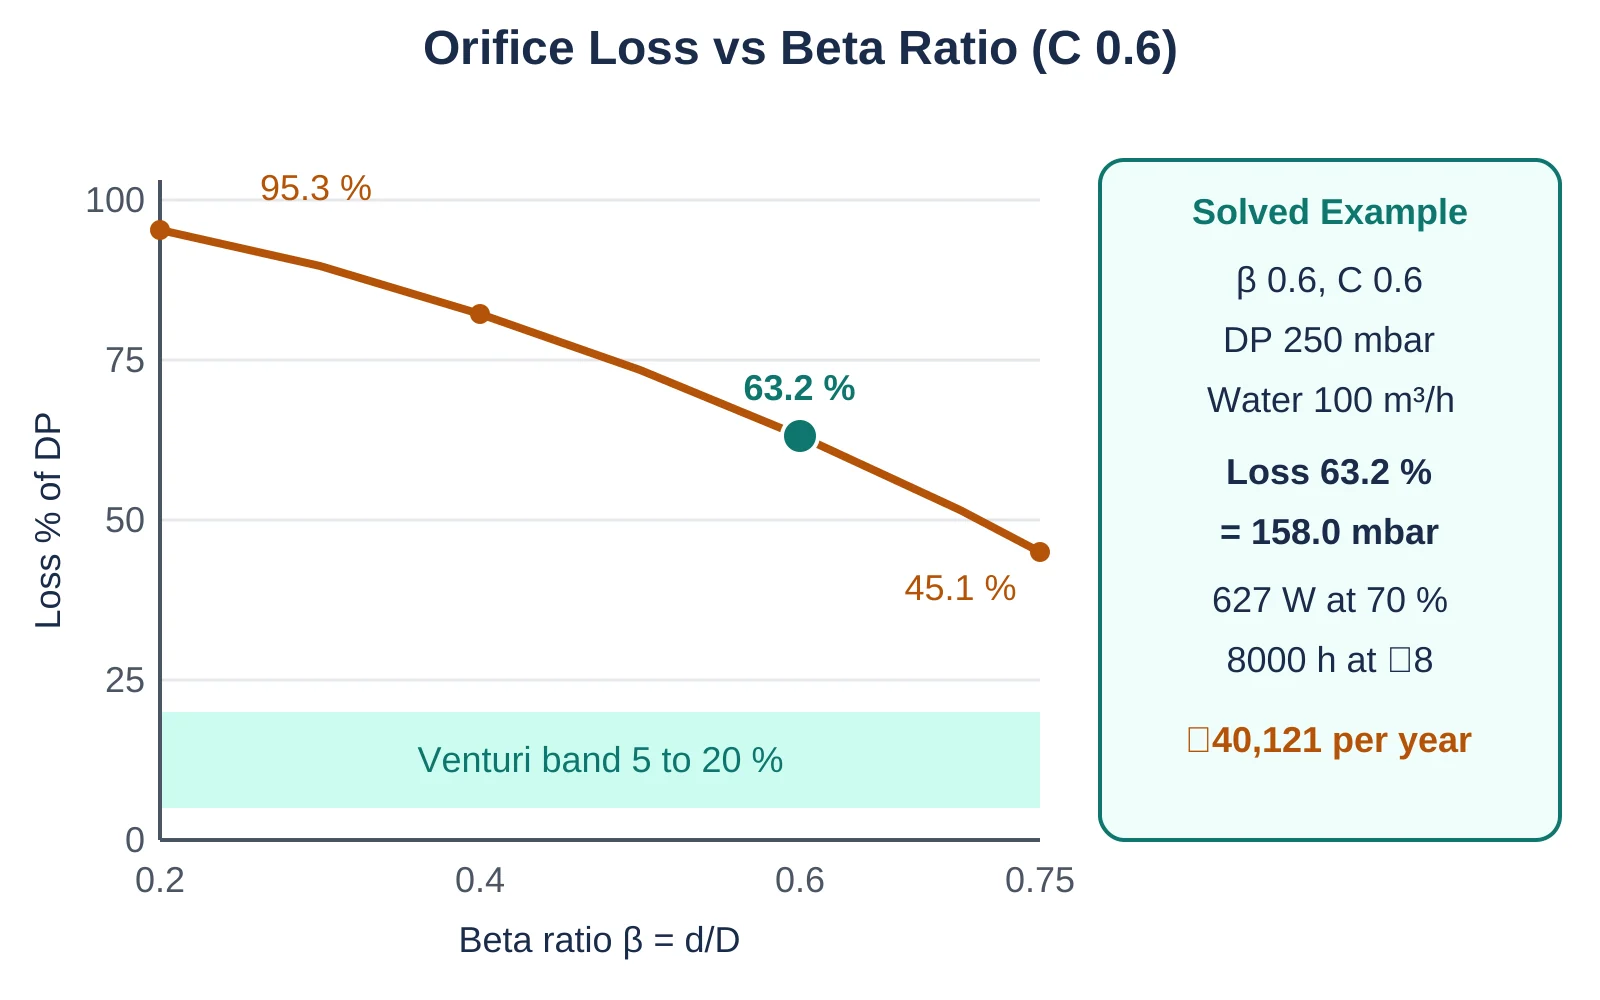 Orifice Loss vs Beta Ratio (C 0.6)
100
75
50
25
0
Loss % of DP
95.3 %
63.2 %
45.1 %
Venturi band 5 to 20 %
0.2
0.4
0.6
0.75
Beta ratio β = d/D
Solved Example
β 0.6, C 0.6
DP 250 mbar
Water 100 m³/h
Loss 63.2 %
= 158.0 mbar
627 W at 70 %
8000 h at □8
□40,121 per year